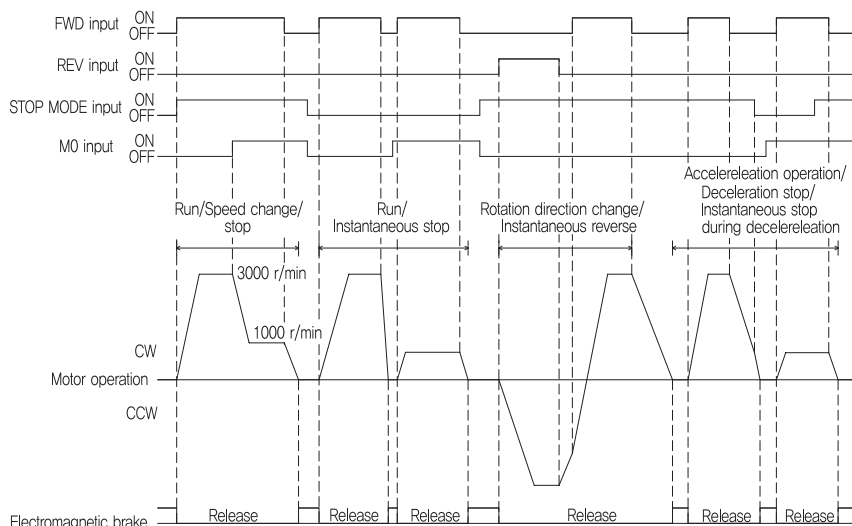 FWD input ON
OFF
REV input ON
OFF
STOP MODE input ON
OFF
M0 input ON
OFF
Run/Speed change/
stop
Run/
Instantaneous stop
Rotation direction change/
Instantaneous reverse
Accelereleation operation/
Deceleration stop/
Instantaneous stop
during decelereleation
3000 r/min
1000 r/min
CW
Motor operation
CCW
Electromagnetic brake
Release
Release
Release
Release
Release
Release